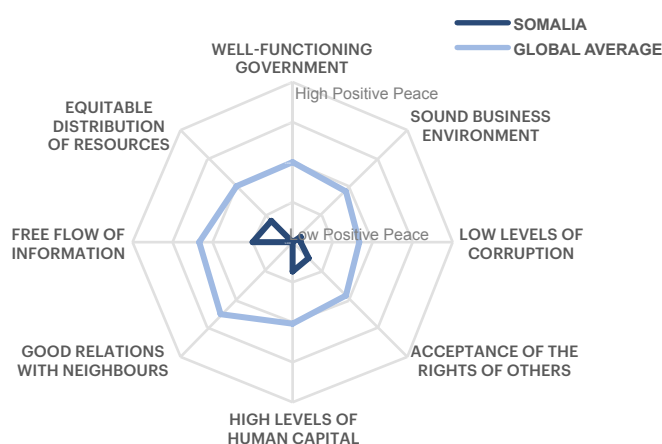 SOMALIA
GLOBAL AVERAGE
WELL-FUNCTIONING
GOVERNMENT
High Positive Peace
SOUND BUSINESS
ENVIRONMENT
EQUITABLE
DISTRIBUTION
OF RESOURCES
FREE FLOW OF
INFORMATION
Low Positive Peace
LOW LEVELS OF
CORRUPTION
GOOD RELATIONS
WITH NEIGHBOURS
ACCEPTANCE OF THE
RIGHTS OF OTHERS
HIGH LEVELS OF
HUMAN CAPITAL